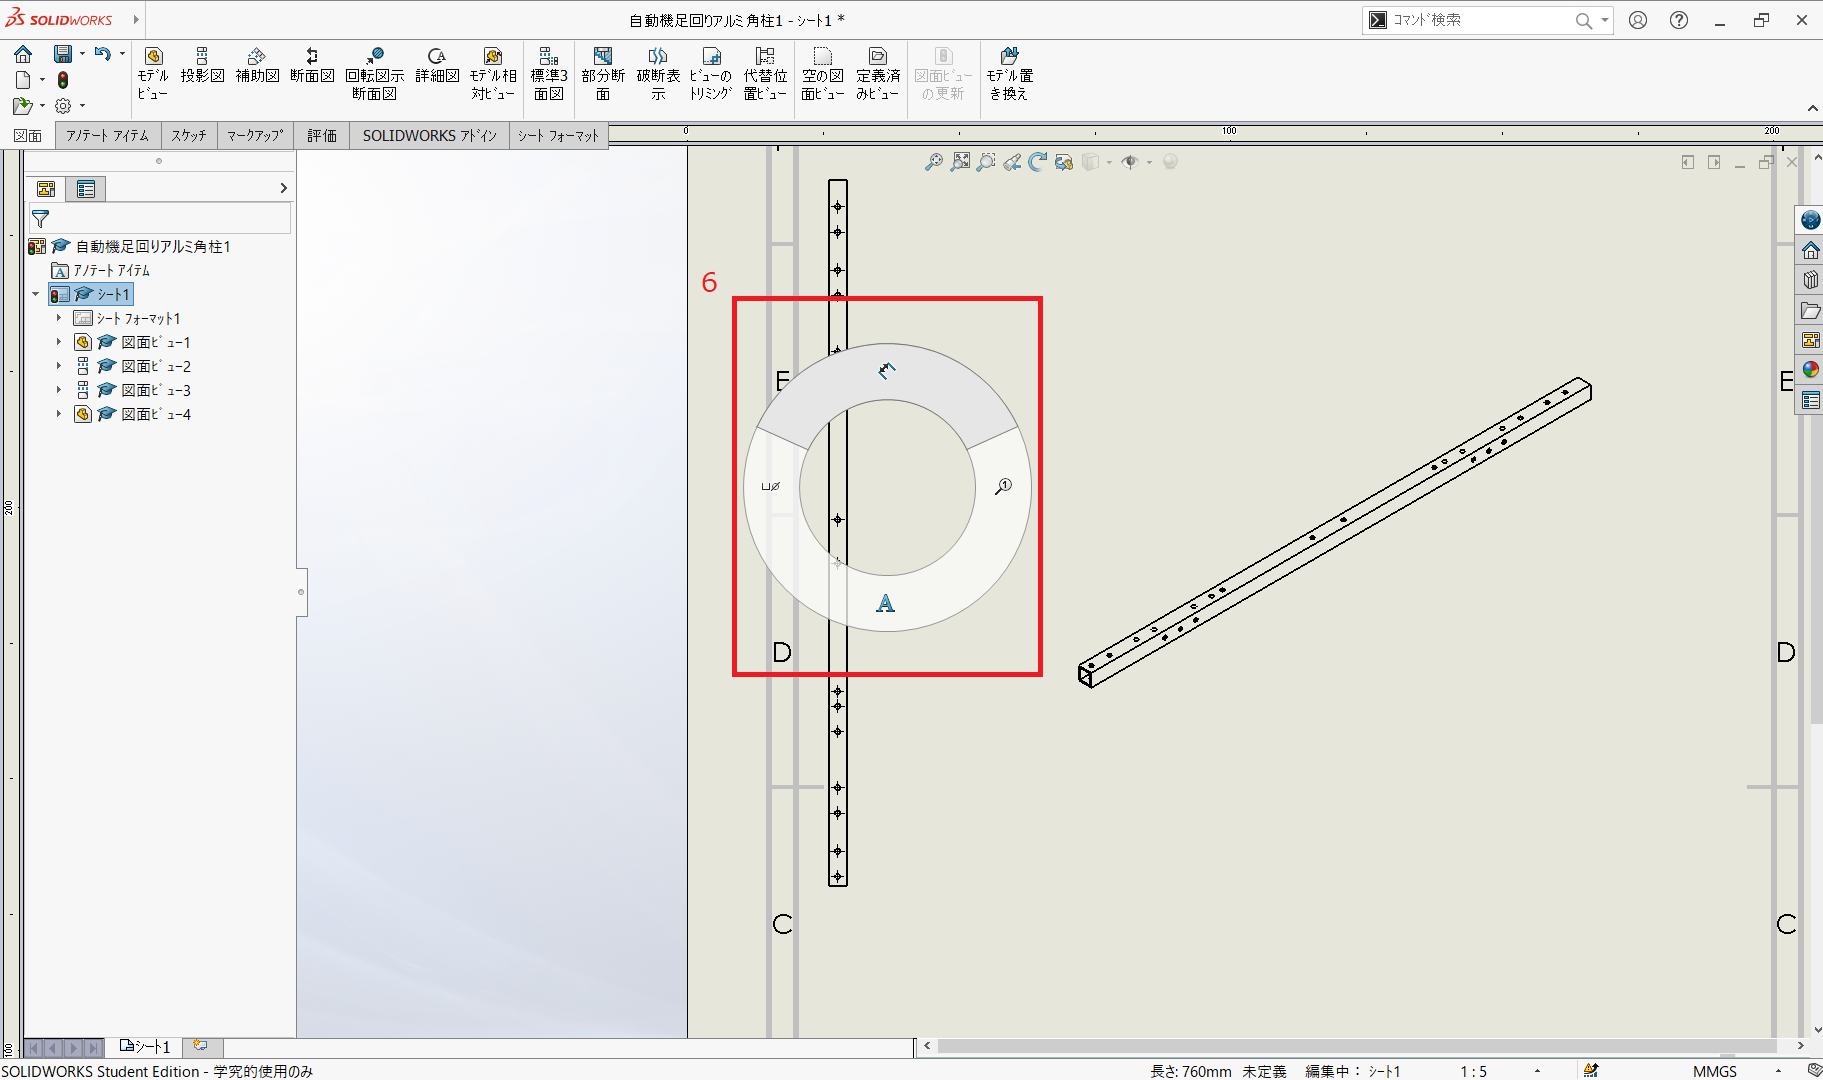 SOLIDWORKS
自動機足回りアルミ角柱1 - シート1 *
コマンド検索
モデル
ビュー
投影図
補助図
断面図
回転図示
断面図
詳細図
モデル相
対ビュー
標準3
面図
部分断
面
破断表
示
ビューの
トリミング
代替位
置ビュー
空の図
面ビュー
定義済
みビュー
図面ビュー
の更新
モデル置
き換え
図面
アノテート アイテム
スケッチ
マークアップ
評価
SOLIDWORKS アドイン
シート フォーマット
0
100
200
自動機足回りアルミ角柱1
アノテート アイテム
シート1
シート フォーマット1
図面ビュー1
図面ビュー2
図面ビュー3
図面ビュー4
6
E
E
1
A
D
D
C
C
200
100
シート1
SOLIDWORKS Student Edition - 学究的使用のみ
長さ: 760mm
未定義
編集中： シート1
1 : 5
MMGS